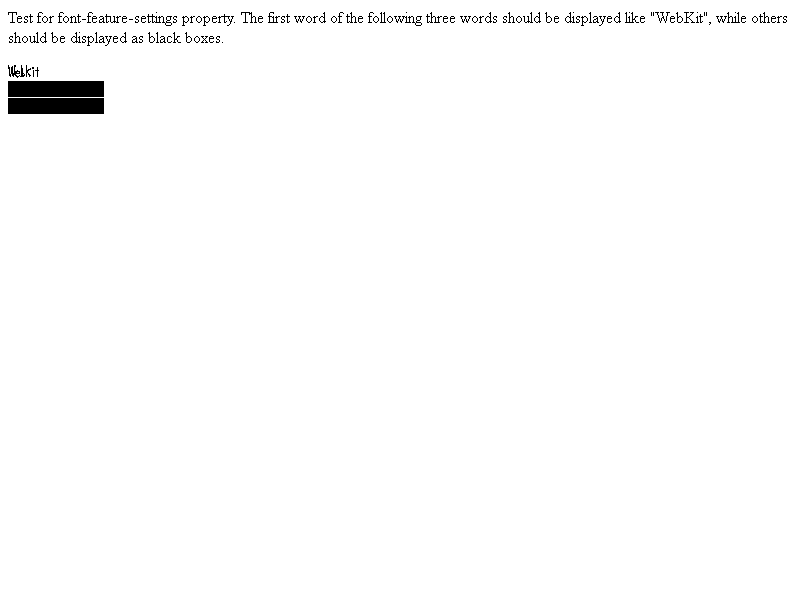 Test for font-feature-settings property. The first word of the following three words should be displayed like "WebKit", while others
should be displayed as black boxes.
WebKit